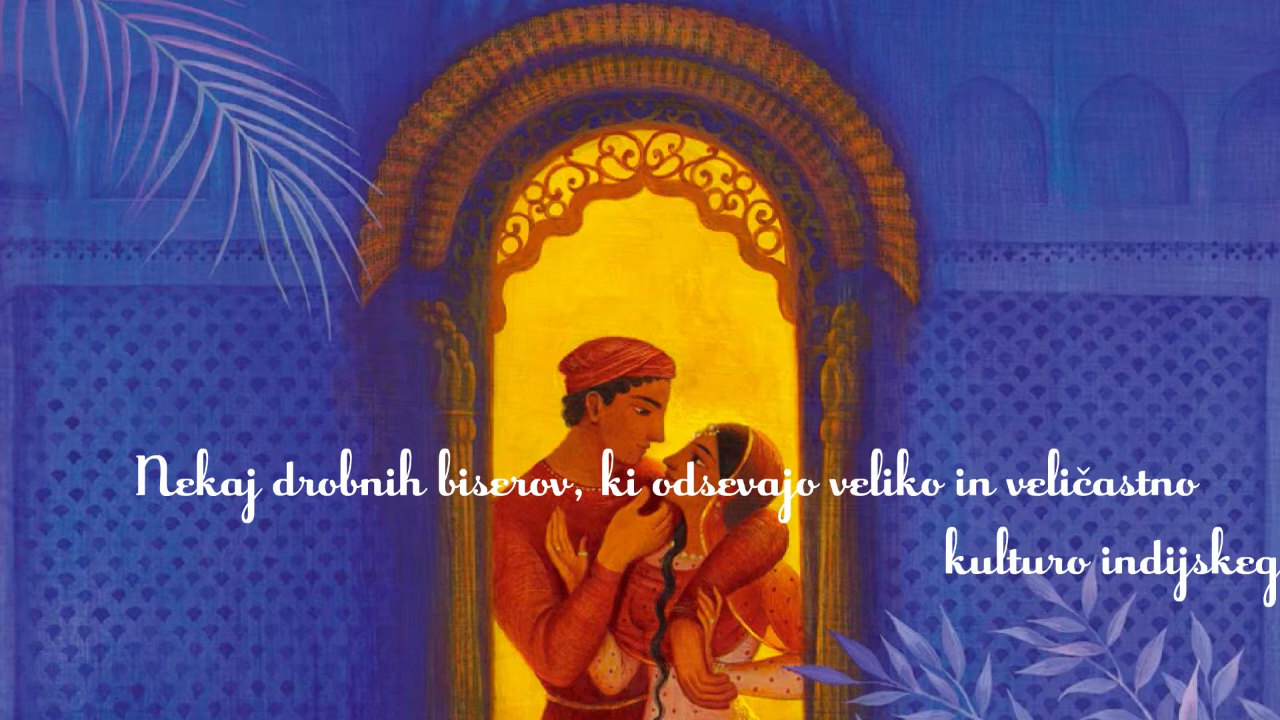 Nekaj drobnih biserov, ki odsevajo veliko in veličastno
kulturo indijskeg